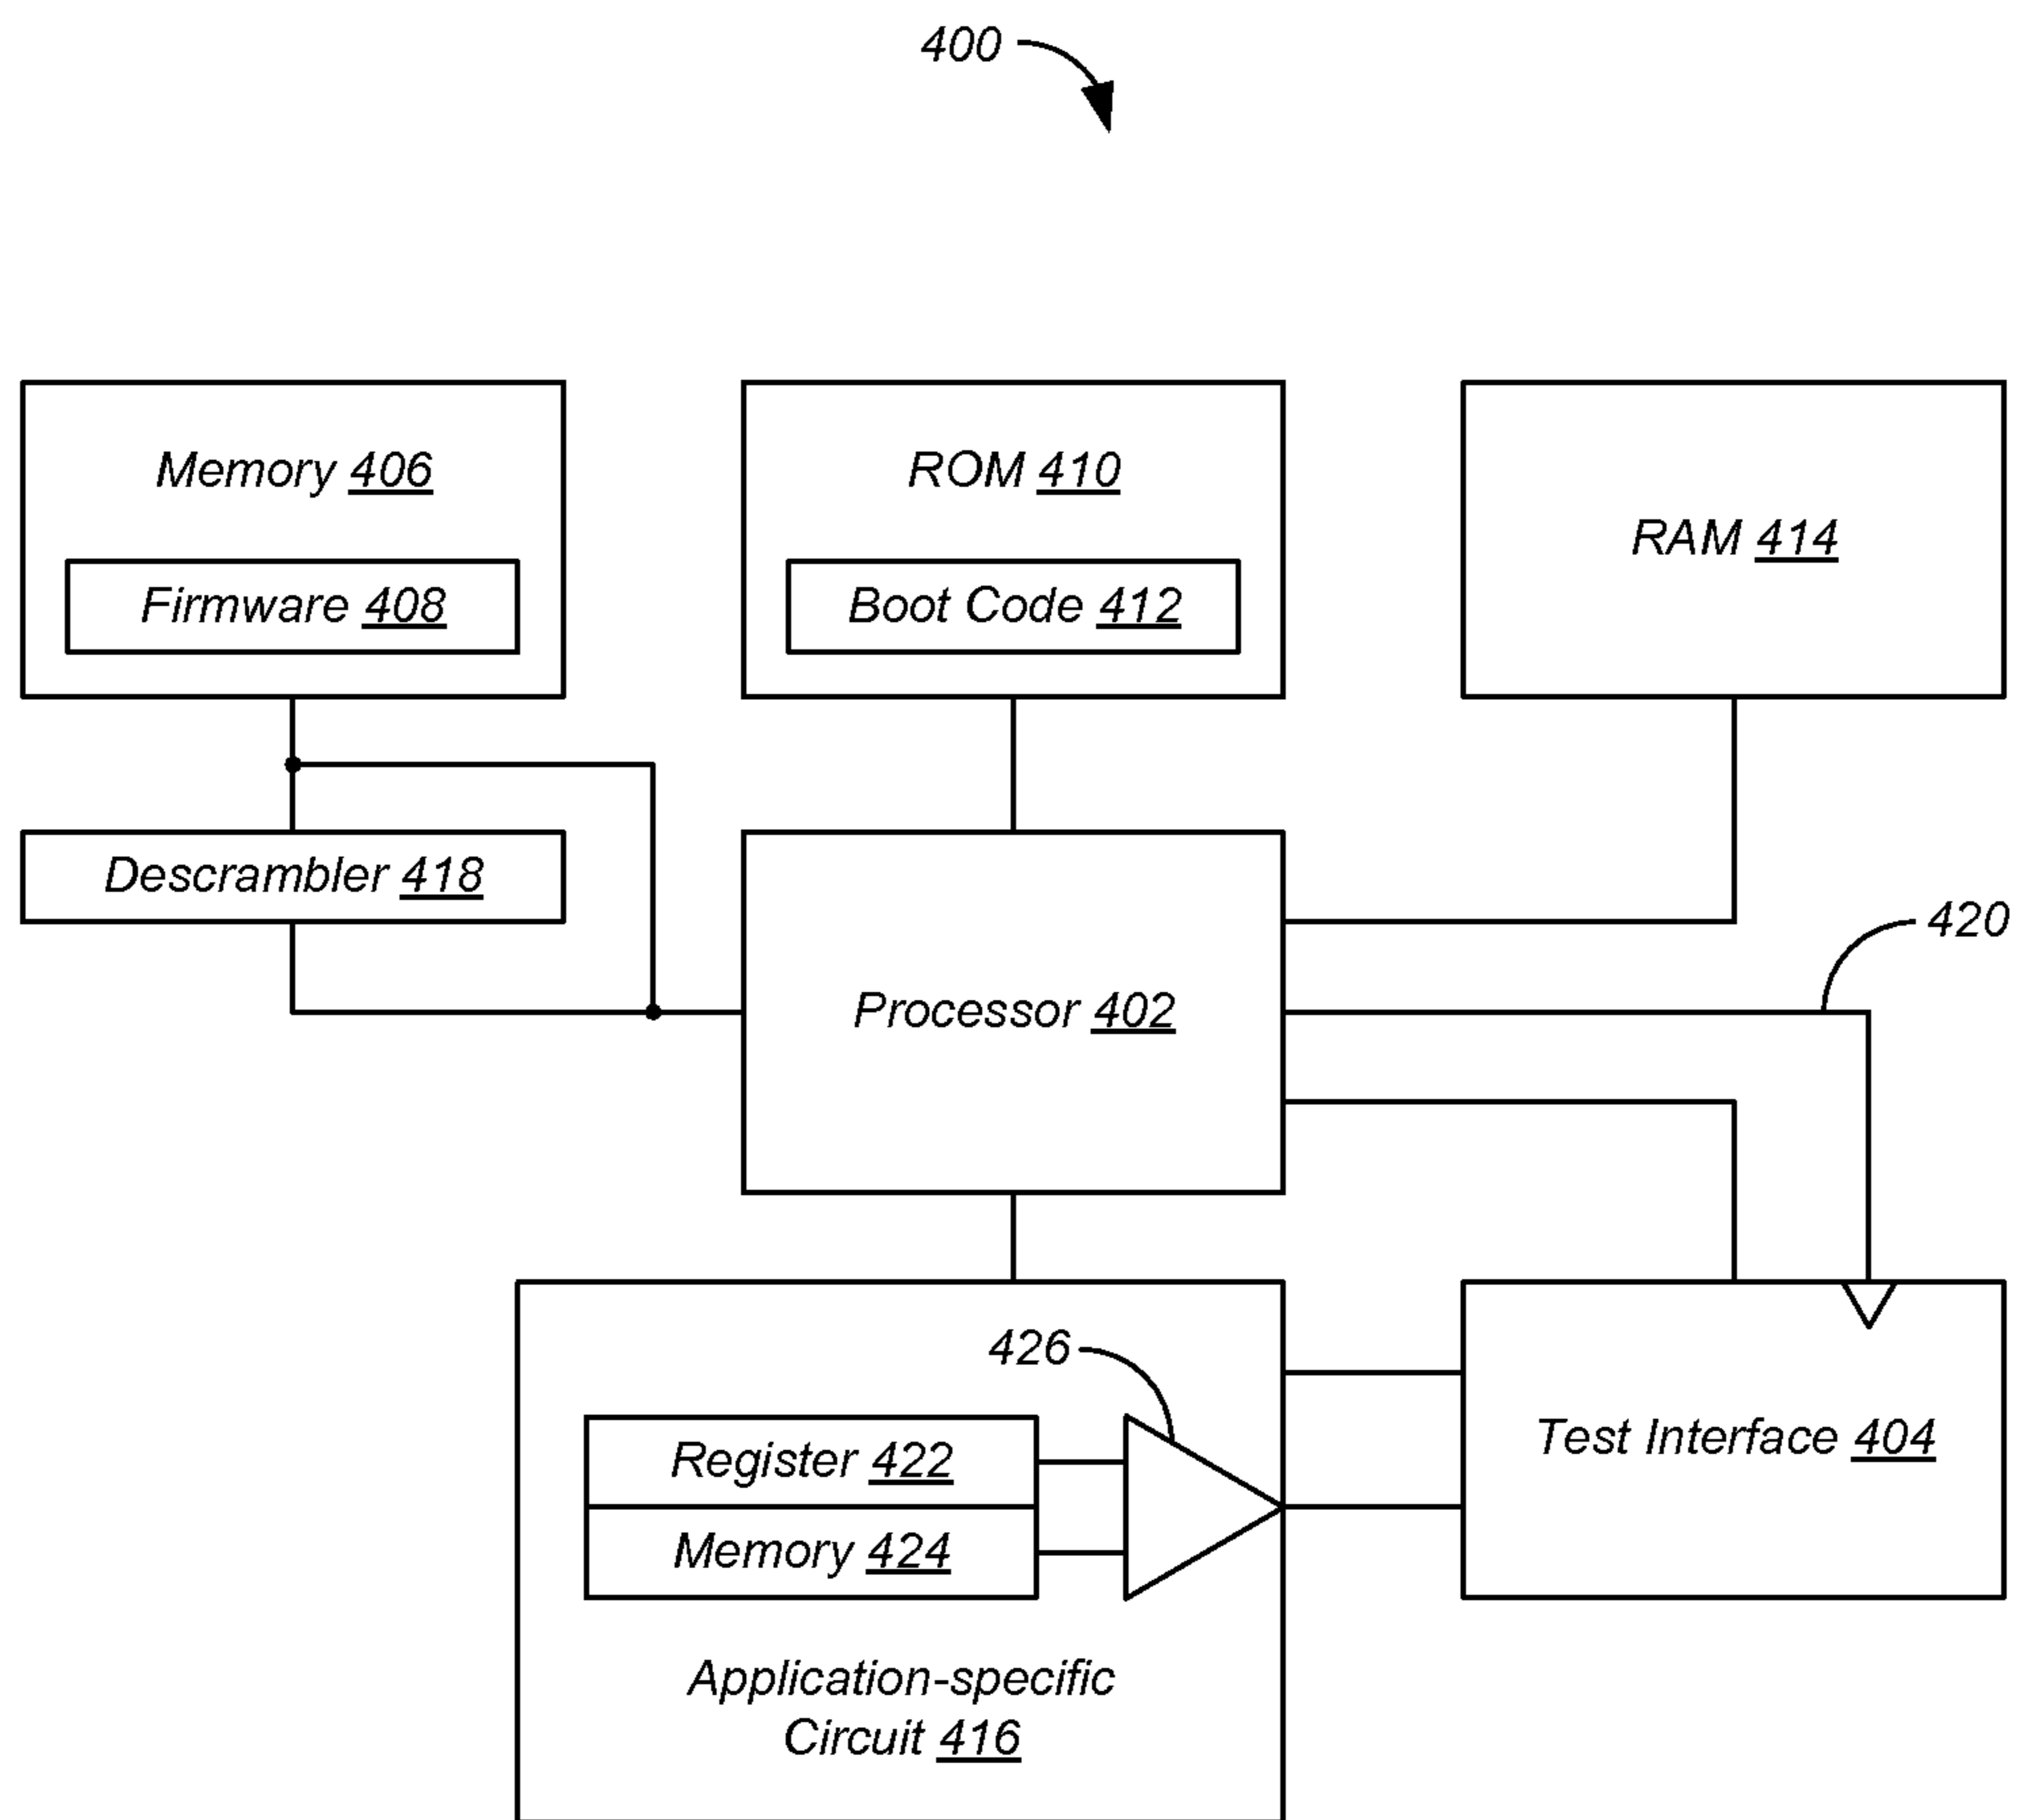 400
Memory 406
ROM 410
RAM 414
Firmware 408
Boot Code 412
Descrambler 418
420
Processor 402
426
Test Interface 404
Register 422
Memory 424
Application-specific
Circuit 416